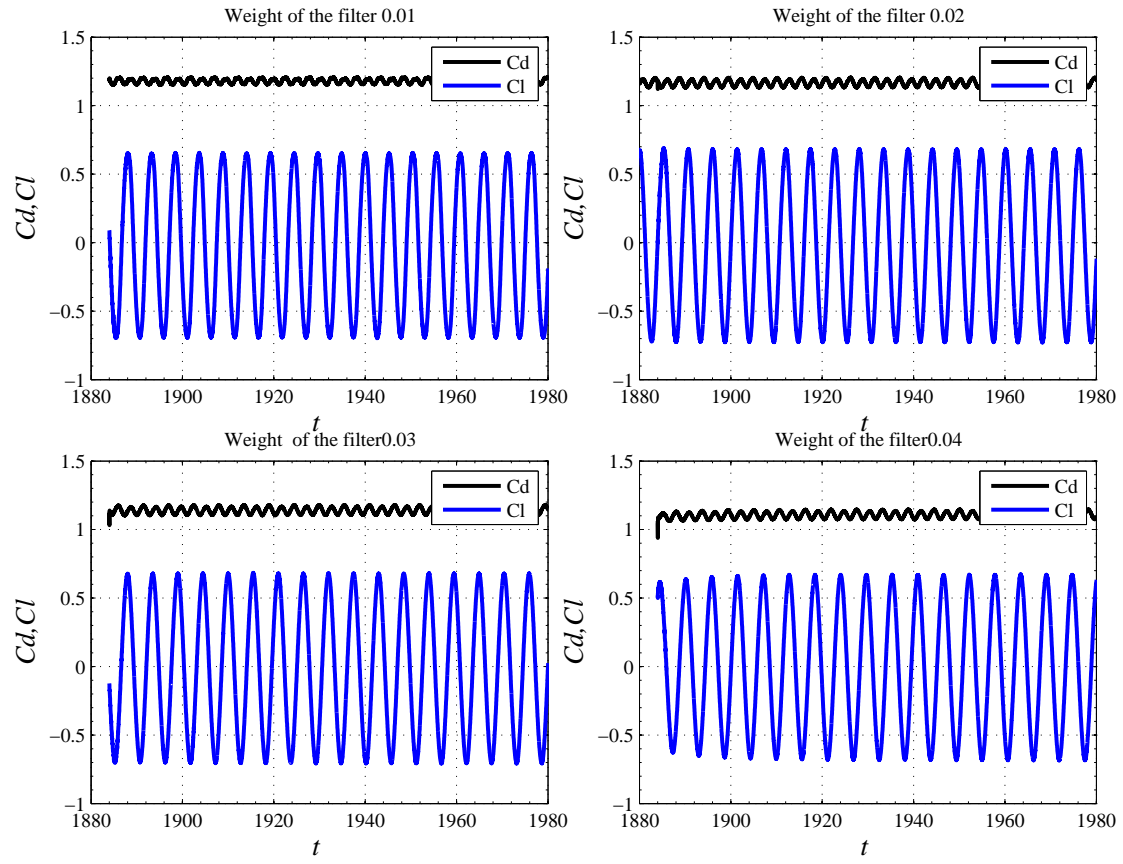 Weight of the filter 0.01
1.5
1
0.5
0
−0.5
−1
Cd,Cl
Cd
Cl
1880 1900 1920 1940 1960 1980
t
Weight of the filter 0.02
1.5
1
0.5
0
−0.5
−1
Cd,Cl
Cd
Cl
1880 1900 1920 1940 1960 1980
t
Weight of the filter0.03
1.5
1
0.5
0
−0.5
−1
Cd,Cl
Cd
Cl
1880 1900 1920 1940 1960 1980
t
Weight of the filter0.04
1.5
1
0.5
0
−0.5
−1
Cd,Cl
Cd
Cl
1880 1900 1920 1940 1960 1980
t